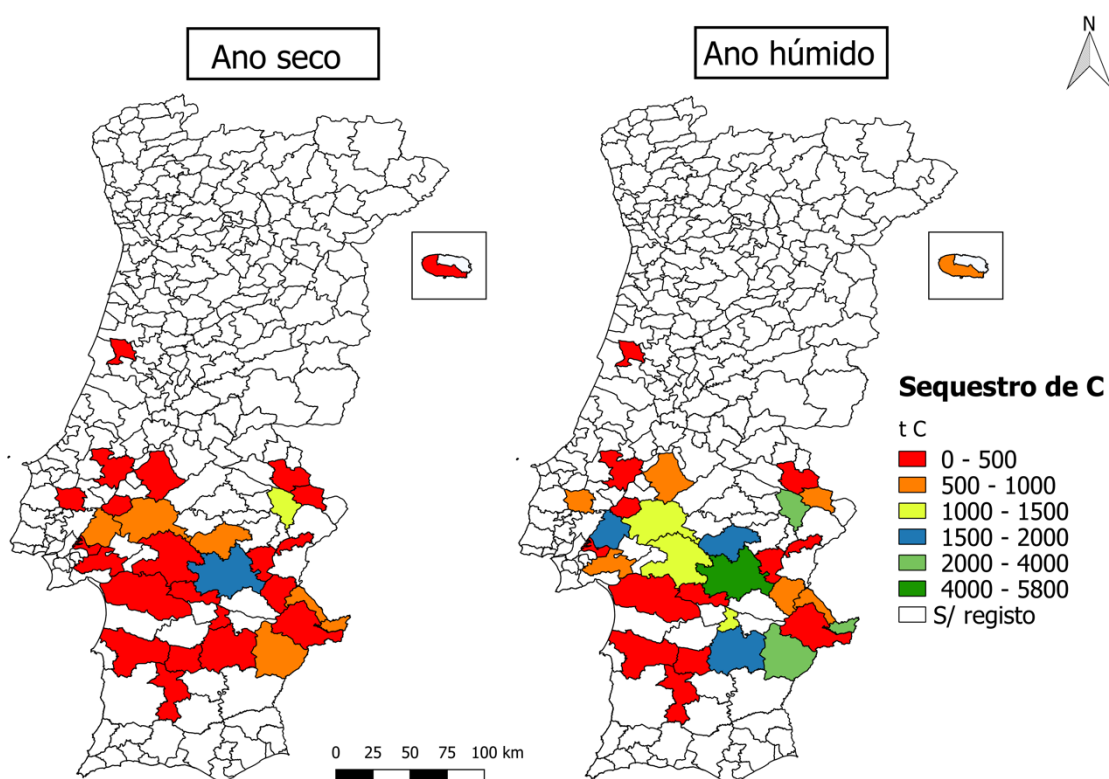 Ano seco
Ano húmido
N
Sequestro de C
t C
0 - 500
500 - 1000
1000 - 1500
1500 - 2000
2000 - 4000
4000 - 5800
S/ registo
0 25 50 75 100 km